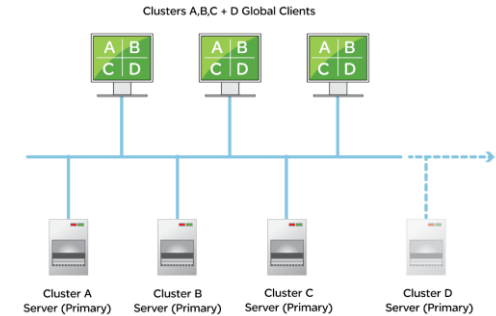 Clusters A,B,C + D Global Clients
A B A B A B
C D C D C D
Cluster A Cluster B Cluster C Cluster D
Server (Primary) Server (Primary) Server (Primary) Server (Primary)